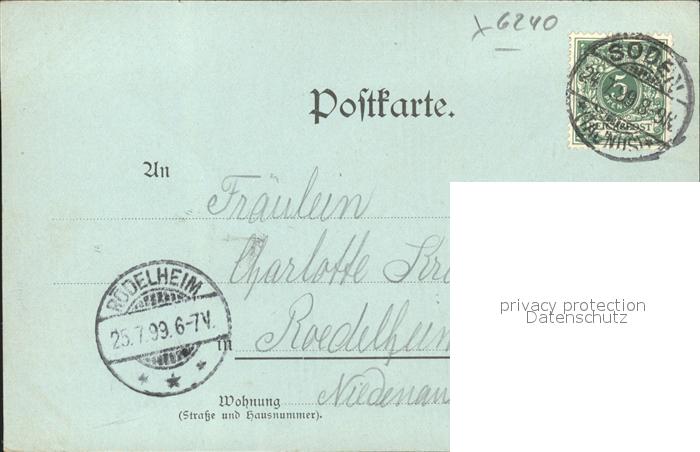 6240
SODEN
(TAUNUS)
5
Postkarte.
An
Fräulein
Charlotte
Roedelheim
in
Wohnung
(Straße und Hausnummer).
RÖDELHEIM
25.7.99.6-7V.
privacy protection
Datenschutz